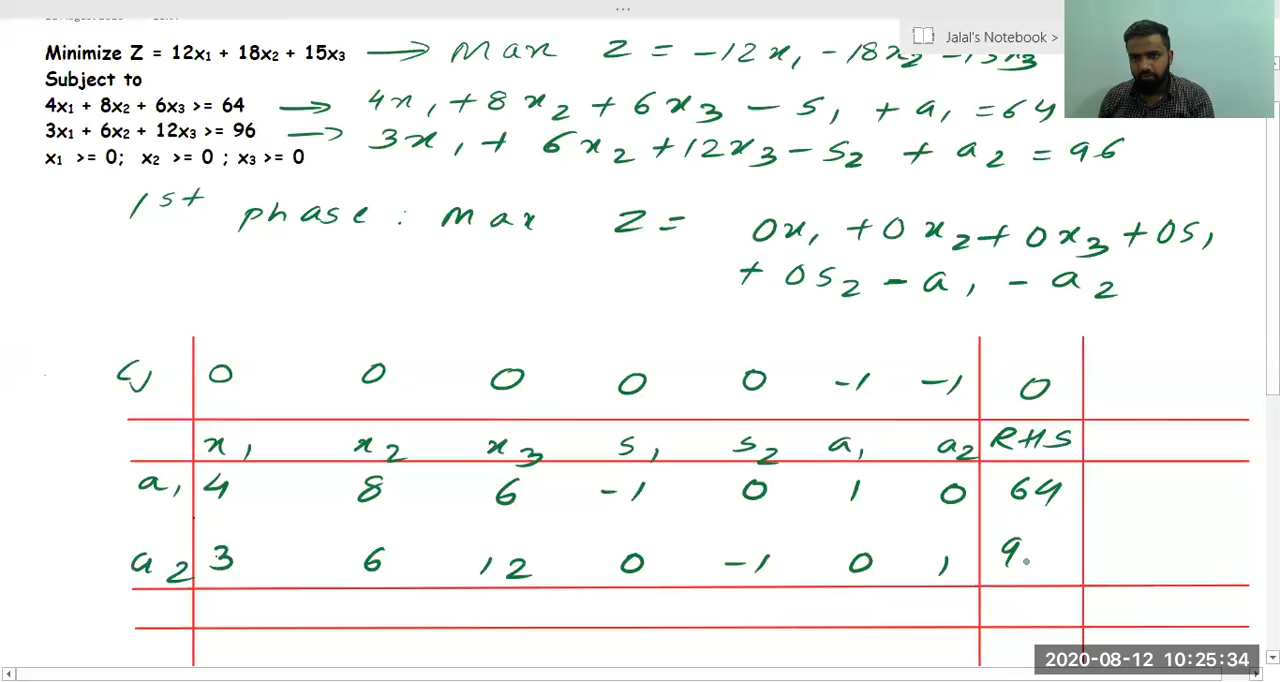 ...
Jalal's Notebook >
Minimize Z = 12x₁ + 18x₂ + 15x₃ → Max Z = -12x₁ - 18x₂ - 15x₃
Subject to
4x₁ + 8x₂ + 6x₃ >= 64 → 4x₁ + 8x₂ + 6x₃ - s₁ + a₁ = 64
3x₁ + 6x₂ + 12x₃ >= 96 → 3x₁ + 6x₂ + 12x₃ - s₂ + a₂ = 96
x₁ >= 0; x₂ >= 0 ; x₃ >= 0
1st phase : Max Z = 0x₁ + 0x₂ + 0x₃ + 0s₁
+ 0s₂ - a₁ - a₂
Cj 0 0 0 0 0 -1 -1 0
x₁ x₂ x₃ s₁ s₂ a₁ a₂ RHS
a₁ 4 8 6 -1 0 1 0 64
a₂ 3 6 12 0 -1 0 1 9
2020-08-12 10:25:34